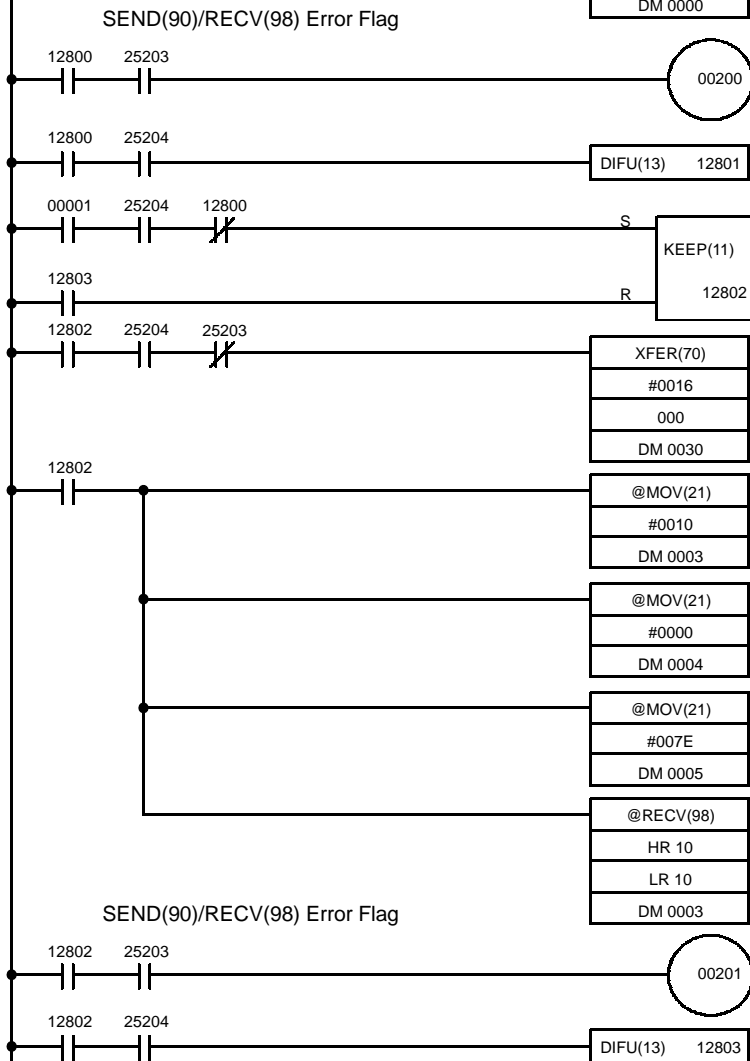 DM 0000
SEND(90)/RECV(98) Error Flag
12800 25203
00200
12800 25204
DIFU(13) 12801
00001 25204 12800
S
KEEP(11)
12803
R 12802
12802 25204 25203
XFER(70)
#0016
000
DM 0030
12802
@MOV(21)
#0010
DM 0003
@MOV(21)
#0000
DM 0004
@MOV(21)
#007E
DM 0005
@RECV(98)
HR 10
LR 10
DM 0003
SEND(90)/RECV(98) Error Flag
12802 25203
00201
12802 25204
DIFU(13) 12803